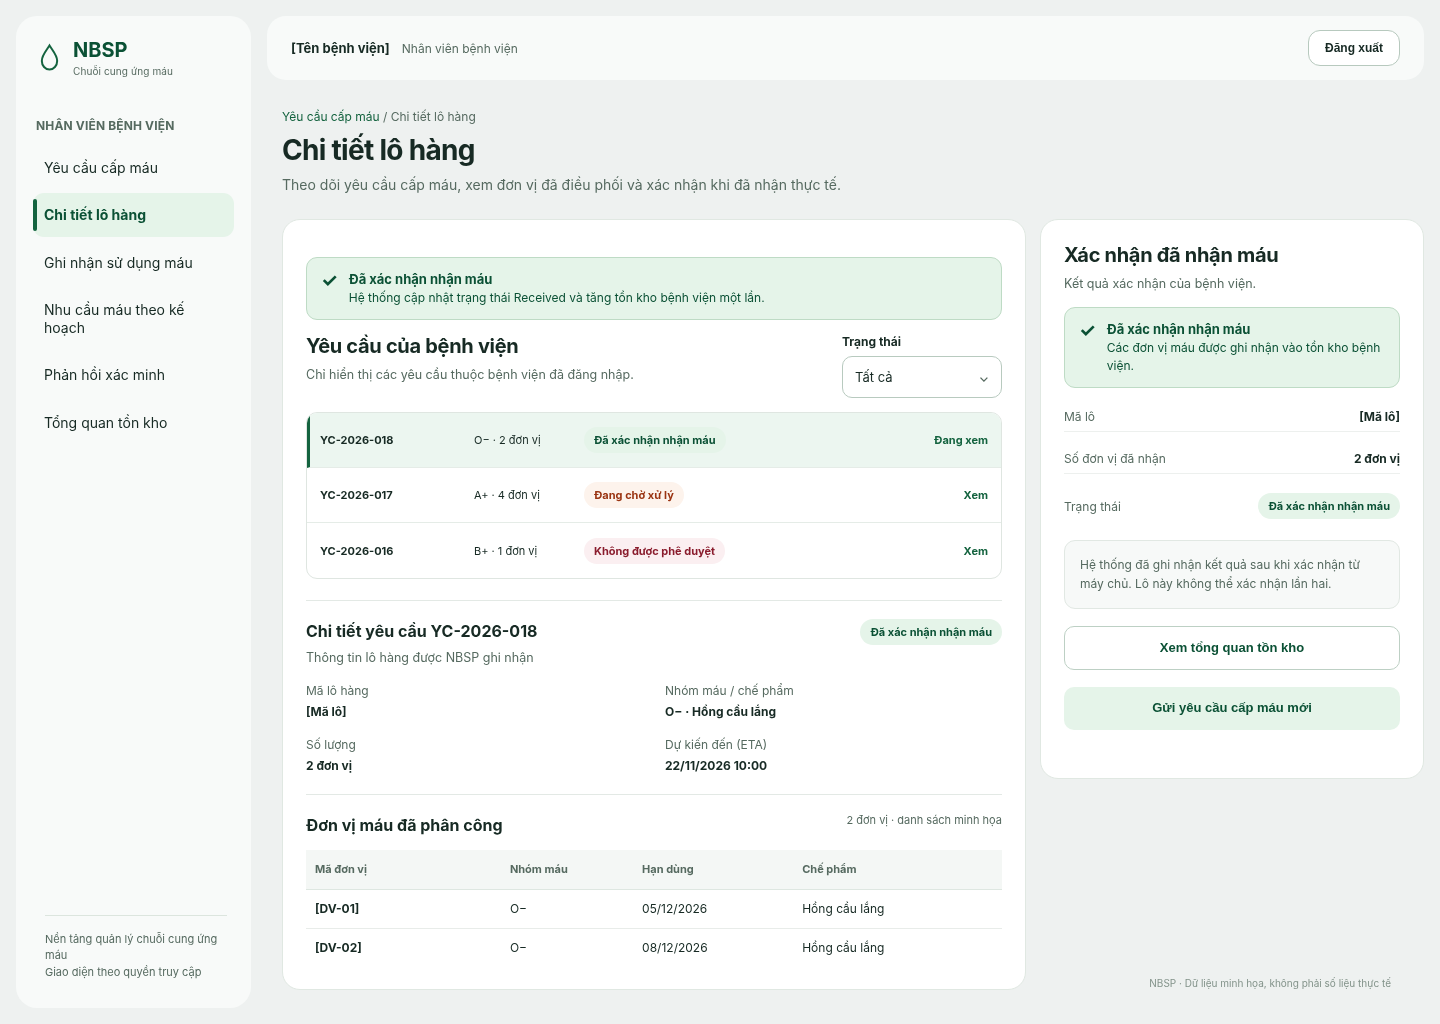 NBSP
Chuỗi cung ứng máu
NHÂN VIÊN BỆNH VIỆN
Yêu cầu cấp máu
Chi tiết lô hàng
Ghi nhận sử dụng máu
Nhu cầu máu theo kế
hoạch
Phản hồi xác minh
Tổng quan tồn kho
Nền tảng quản lý chuỗi cung ứng
máu
Giao diện theo quyền truy cập
[Tên bệnh viện] Nhân viên bệnh viện
Đăng xuất
Yêu cầu cấp máu / Chi tiết lô hàng
Chi tiết lô hàng
Theo dõi yêu cầu cấp máu, xem đơn vị đã điều phối và xác nhận khi đã nhận thực tế.
Đã xác nhận nhận máu
Hệ thống cập nhật trạng thái Received và tăng tồn kho bệnh viện một lần.
Yêu cầu của bệnh viện
Chỉ hiển thị các yêu cầu thuộc bệnh viện đã đăng nhập.
Trạng thái
Tất cả
YC-2026-018 O− · 2 đơn vị Đã xác nhận nhận máu Đang xem
YC-2026-017 A+ · 4 đơn vị Đang chờ xử lý Xem
YC-2026-016 B+ · 1 đơn vị Không được phê duyệt Xem
Chi tiết yêu cầu YC-2026-018
Đã xác nhận nhận máu
Thông tin lô hàng được NBSP ghi nhận
Mã lô hàng
[Mã lô]
Nhóm máu / chế phẩm
O− · Hồng cầu lắng
Số lượng
2 đơn vị
Dự kiến đến (ETA)
22/11/2026 10:00
Đơn vị máu đã phân công
2 đơn vị · danh sách minh họa
Mã đơn vị Nhóm máu Hạn dùng Chế phẩm
[DV-01] O− 05/12/2026 Hồng cầu lắng
[DV-02] O− 08/12/2026 Hồng cầu lắng
Xác nhận đã nhận máu
Kết quả xác nhận của bệnh viện.
Đã xác nhận nhận máu
Các đơn vị máu được ghi nhận vào tồn kho bệnh
viện.
Mã lô [Mã lô]
Số đơn vị đã nhận 2 đơn vị
Trạng thái Đã xác nhận nhận máu
Hệ thống đã ghi nhận kết quả sau khi xác nhận từ
máy chủ. Lô này không thể xác nhận lần hai.
Xem tổng quan tồn kho
Gửi yêu cầu cấp máu mới
NBSP · Dữ liệu minh họa, không phải số liệu thực tế